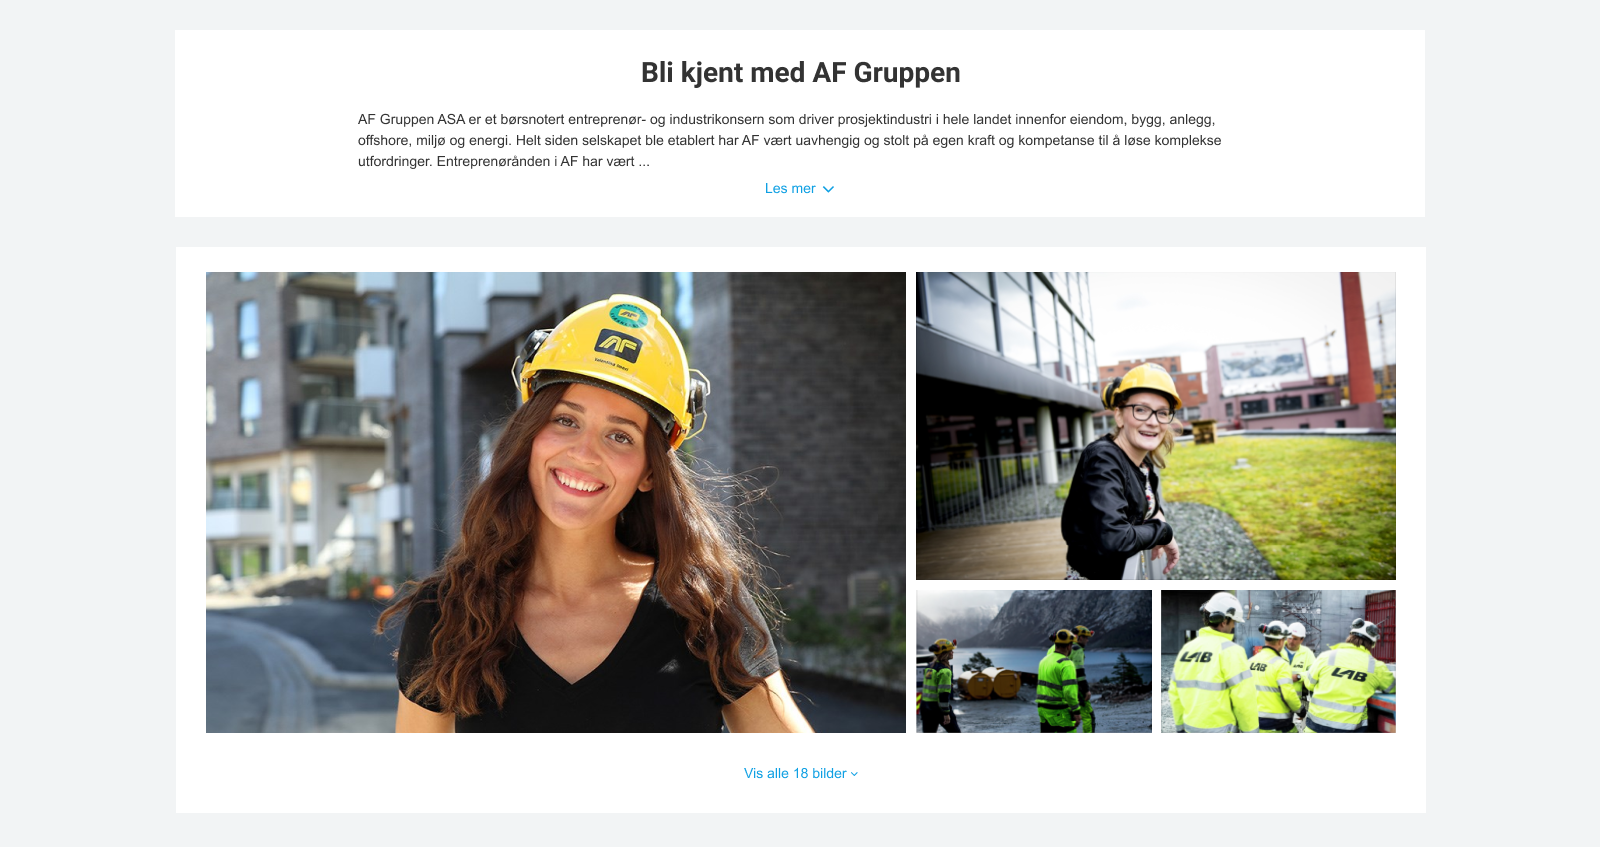 Bli kjent med AF Gruppen
AF Gruppen ASA er et børsnotert entreprenør- og industrikonsern som driver prosjektindustri i hele landet innenfor eiendom, bygg, anlegg,
offshore, miljø og energi. Helt siden selskapet ble etablert har AF vært uavhengig og stolt på egen kraft og kompetanse til å løse komplekse
utfordringer. Entreprenørånden i AF har vært ...
Les mer
AF
AF
LAB
LAB
LAB
Vis alle 18 bilder